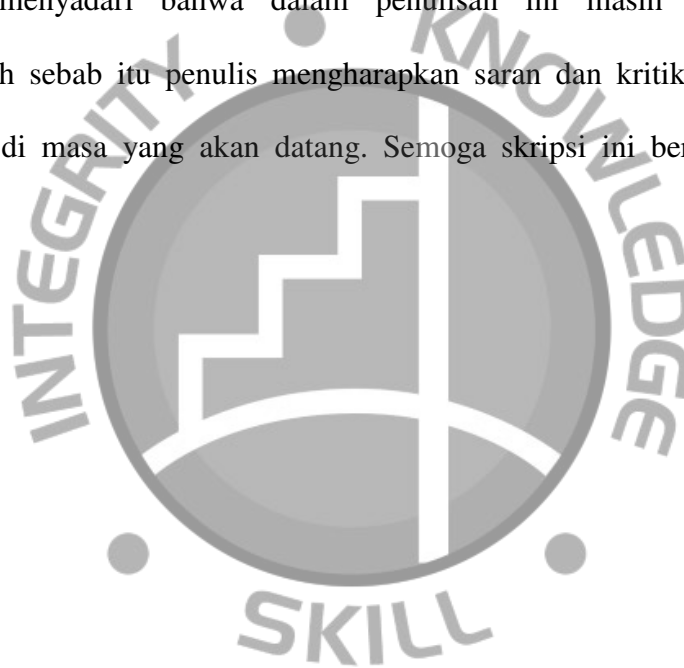 menyadari bahwa dalam penulisan ini masih
sebab itu penulis mengharapkan saran dan kritik
di masa yang akan datang. Semoga skripsi ini
INTEGRITY
KNOWLEDGE
SKILL